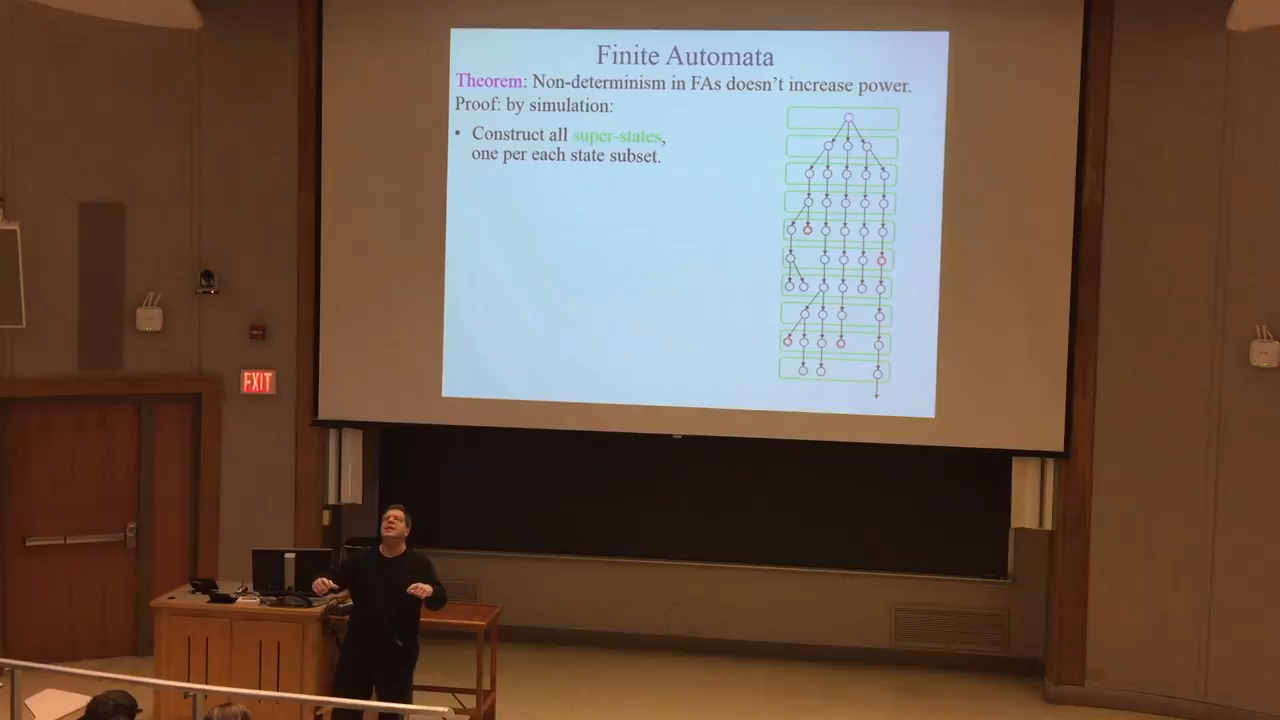 Finite Automata
Theorem: Non-determinism in FAs doesn't increase power.
Proof: by simulation:
• Construct all super-states,
one per each state subset.
EXIT